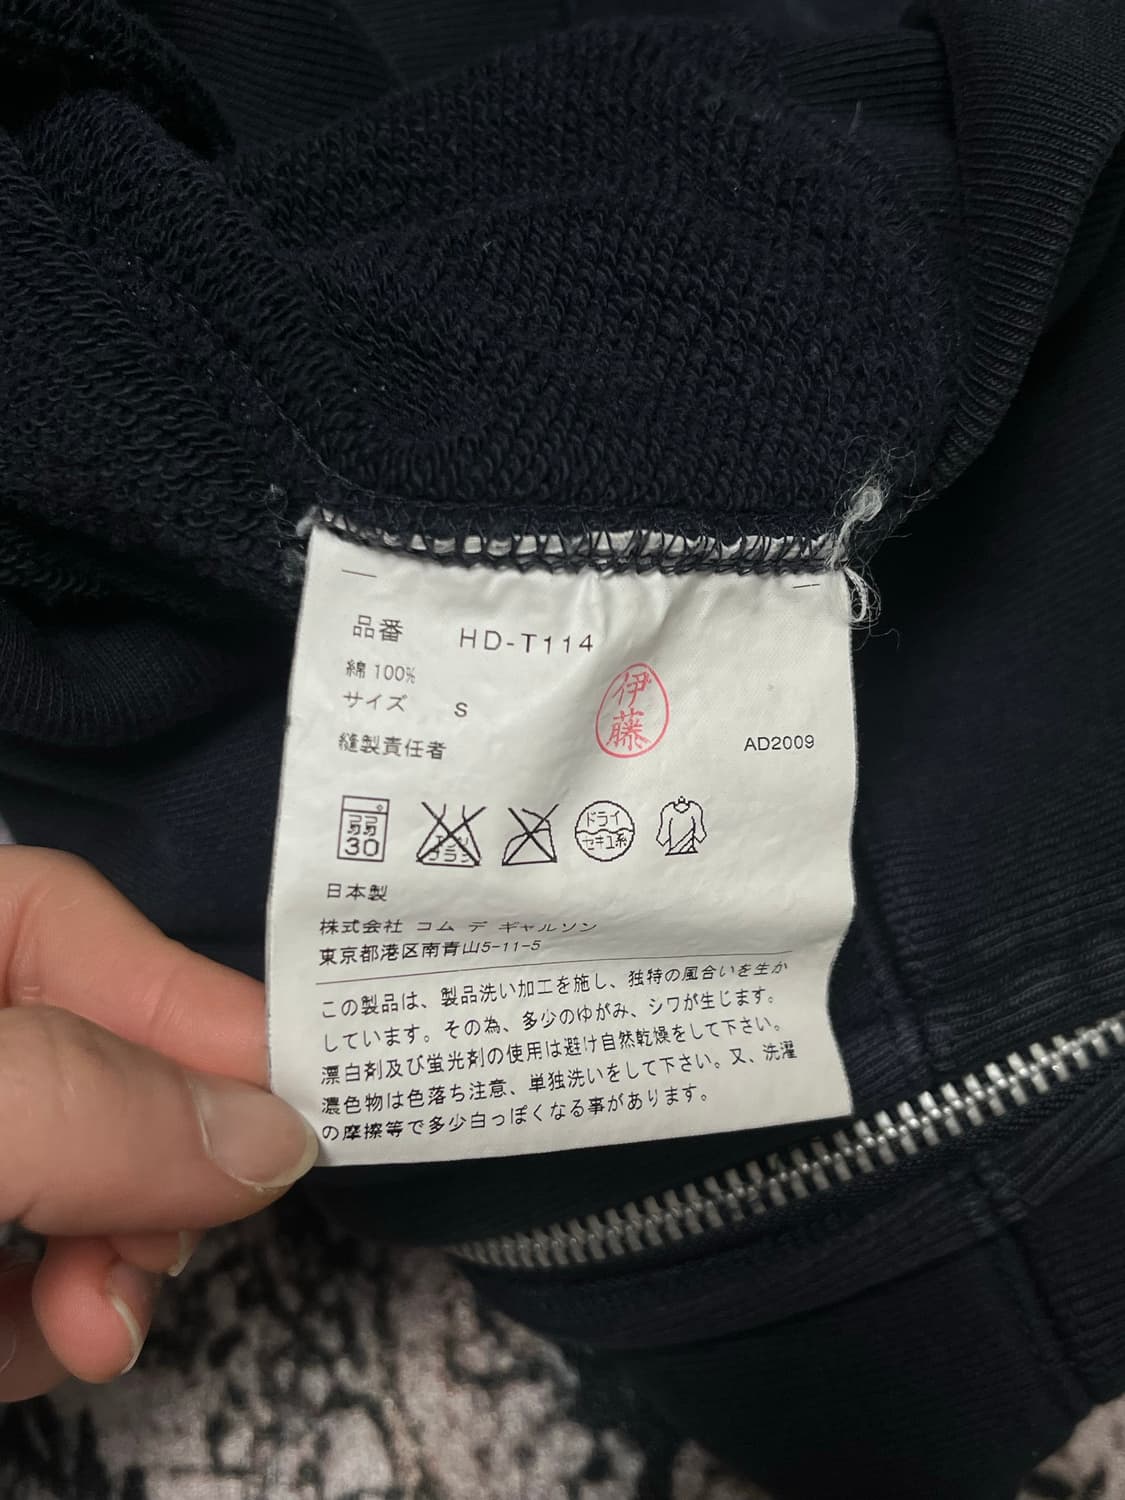 品番 HD-T114
綿 100%
サイズ S
伊藤
縫製責任者
AD2009
弱 30
エンソ フラシ
ドライ セキユ系
日本製
株式会社 コム デ ギャルソン
東京都港区南青山5-11-5
この製品は、製品洗い加工を施し、独特の風合いを生か
しています。その為、多少のゆがみ、シワが生じます。
漂白剤及び蛍光剤の使用は避け自然乾燥をして下さい。
濃色物は色落ち注意、単独洗いをして下さい。又、洗濯
の摩擦等で多少白っぽくなる事があります。